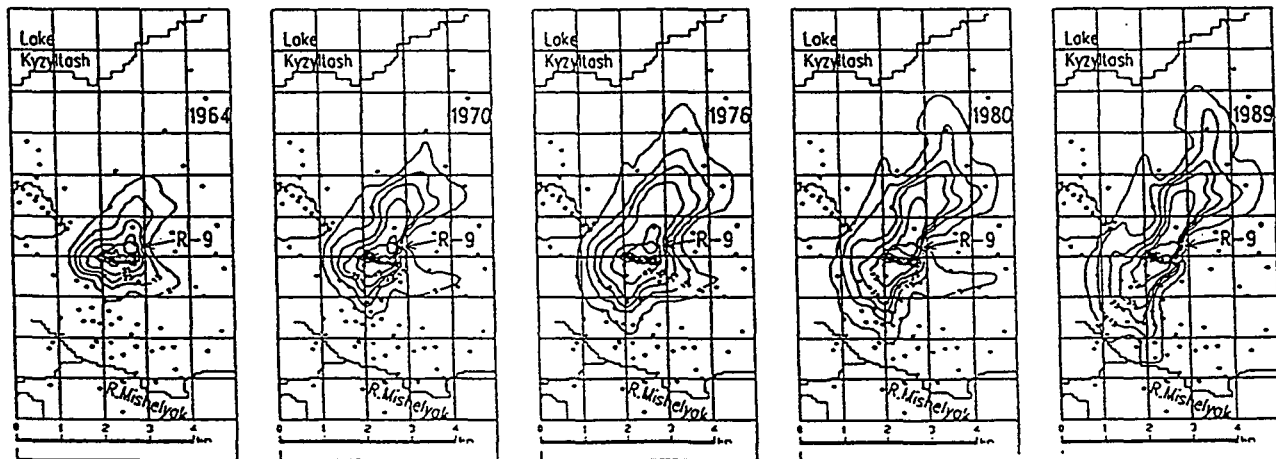 Lake
Kyzyltash
1964
R-9
R.Mishelyak
0 1 2 3 4 km
Lake
Kyzyltash
1970
R-9
R.Mishelyak
0 1 2 3 4 km
Lake
Kyzyltash
1976
R-9
R.Mishelyak
0 1 2 3 4 km
Lake
Kyzyltash
1980
R-9
R.Mishelyak
0 1 2 3 4
Lake
Kyzyltash
1989
R-9
R.Mishelyak
0 1 2 3 4